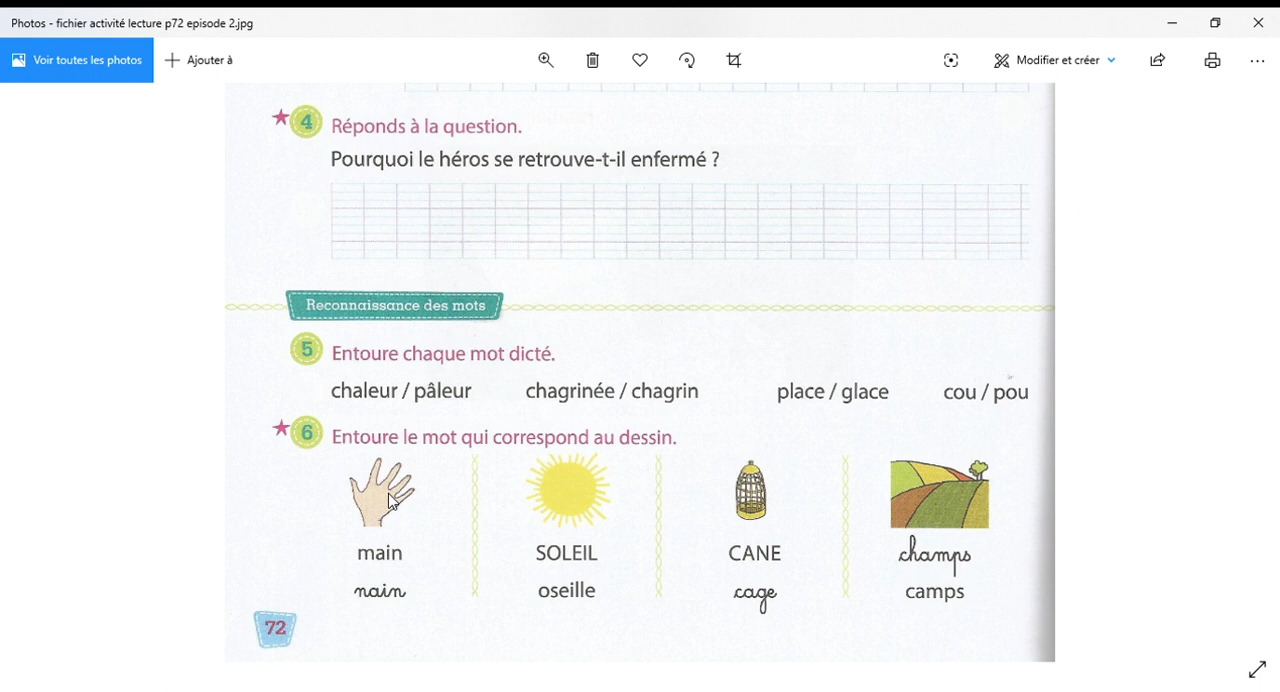 Photos - fichier activité lecture p72 episode 2.jpg
Voir toutes les photos Ajouter à Modifier et créer
4 Réponds à la question.
Pourquoi le héros se retrouve-t-il enfermé ?
Reconnaissance des mots
5 Entoure chaque mot dicté.
chaleur / pâleur chagrinée / chagrin place / glace cou / pou
6 Entoure le mot qui correspond au dessin.
main SOLEIL CANE champs
nain oseille cage camps
72